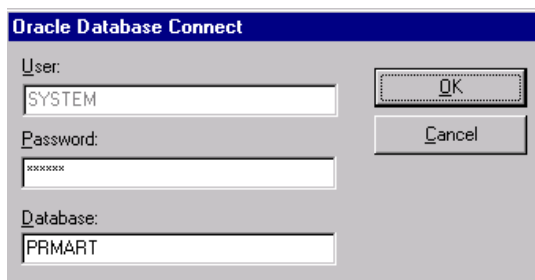 Oracle Database Connect
User:
SYSTEM
OK
Password:
******
Cancel
Database:
PRMART